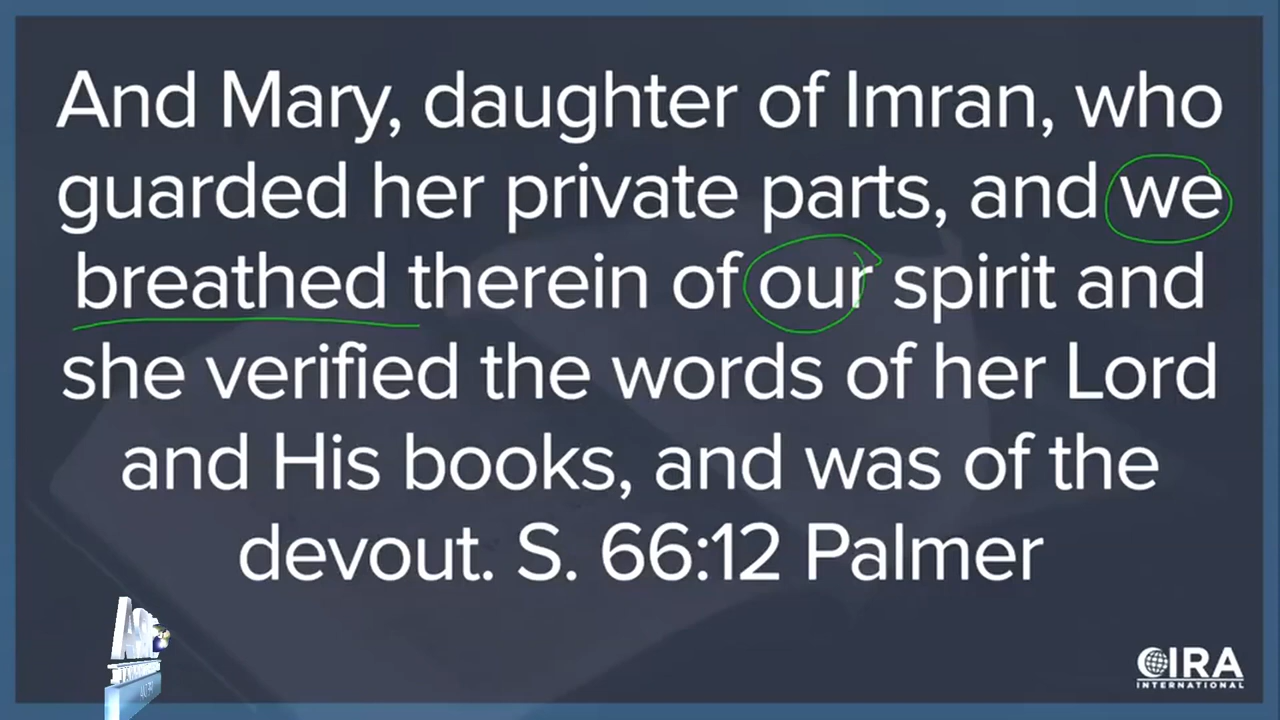 And Mary, daughter of Imran, who
guarded her private parts, and we
breathed therein of our spirit and
she verified the words of her Lord
and His books, and was of the
devout. S. 66:12 Palmer
CIRA
INTERNATIONAL